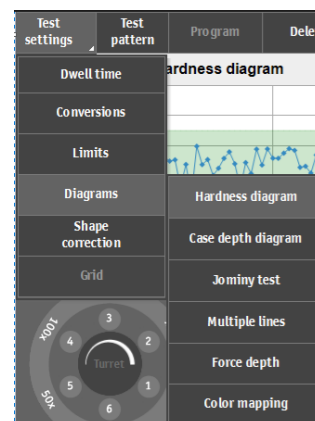 Test settings
Test pattern
Program
Dele
ardness diagram
Dwell time
Conversions
Limits
Diagrams
Hardness diagram
Shape
correction
Case depth diagram
Grid
Jominy test
Multiple lines
Force depth
Color mapping
100x
50x
3
4
2
Turret
5
1
6